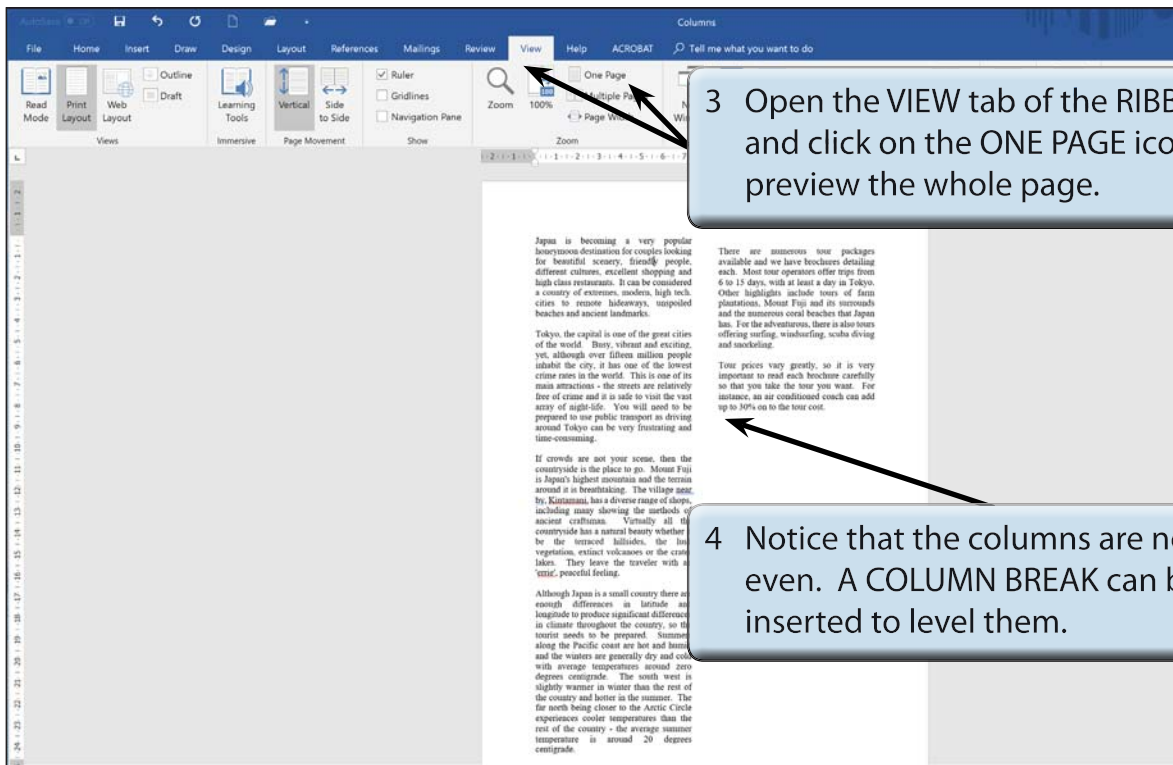 AutoSave Off
Columns
File Home Insert Draw Design Layout References Mailings Review View Help ACROBAT Tell me what you want to do
Read Mode
Print Layout
Web Layout
Outline
Draft
Views
Learning Tools
Immersive
Vertical
Side to Side
Page Movement
Ruler
Gridlines
Navigation Pane
Show
Zoom
100%
One Page
Multiple Pa
Page Width
Zoom
3 Open the VIEW tab of the RIBB
and click on the ONE PAGE ico
preview the whole page.
Japan is becoming a very popular
honeymoon destination for couples looking
for beautiful scenery, friendly people,
different cultures, excellent shopping and
high class restaurants. It can be considered
a country of extremes, modern, high tech.
cities to remote hideaways, unspoiled
beaches and ancient landmarks.
Tokyo, the capital is one of the great cities
of the world. Busy, vibrant and exciting,
yet, although over fifteen million people
inhabit the city, it has one of the lowest
crime rates in the world. This is one of its
main attractions - the streets are relatively
free of crime and it is safe to visit the vast
array of night-life. You will need to be
prepared to use public transport as driving
around Tokyo can be very frustrating and
time-consuming.
If crowds are not your scene, then the
countryside is the place to go. Mount Fuji
is Japan's highest mountain and the terrain
around it is breathtaking. The village near
by, Kintamani, has a diverse range of shops,
including many showing the methods o
ancient craftsman. Virtually all th
countryside has a natural beauty whether
be the terraced hillsides, the lus
vegetation, extinct volcanoes or the crate
lakes. They leave the traveler with a
'errie', peaceful feeling.
Although Japan is a small country there ar
enough differences in latitude an
longitude to produce significant difference
in climate throughout the country, so th
tourist needs to be prepared. Summer
along the Pacific coast are hot and humi
and the winters are generally dry and cold
with average temperatures around zero
degrees centigrade. The south west is
slightly warmer in winter than the rest of
the country and hotter in the summer. The
far north being closer to the Arctic Circle
experiences cooler temperatures than the
rest of the country - the average summer
temperature is around 20 degrees
centigrade.
There are numerous tour packages
available and we have brochures detailing
each. Most tour operators offer trips from
6 to 15 days, with at least a day in Tokyo.
Other highlights include tours of farm
plantations, Mount Fuji and its surrounds
and the numerous coral beaches that Japan
has. For the adventurous, there is also tours
offering surfing, windsurfing, scuba diving
and snorkeling.
Tour prices vary greatly, so it is very
important to read each brochure carefully
so that you take the tour you want. For
instance, an air conditioned coach can add
up to 30% on to the tour cost.
4 Notice that the columns are n
even. A COLUMN BREAK can b
inserted to level them.